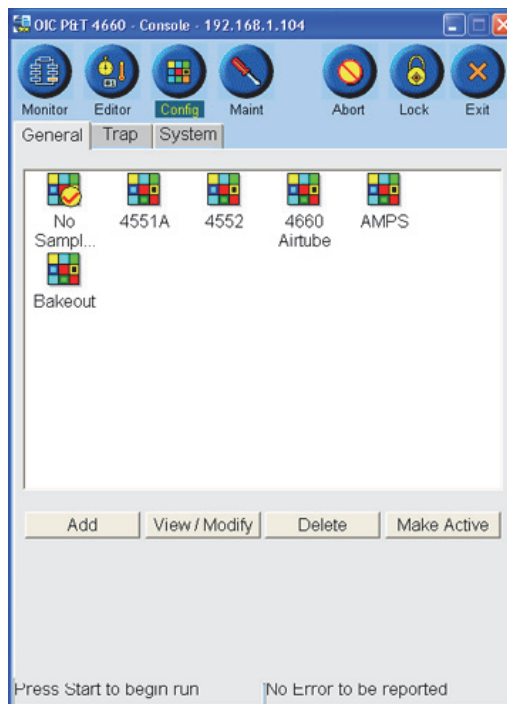 OIC P&T 4660 - Console - 192.168.1.104
Monitor Editor Config Maint Abort Lock Exit
General Trap System
No Sampl... 4551A 4552 4660 Airtube AMPS
Bakeout
Add View / Modify Delete Make Active
Press Start to begin run No Error to be reported